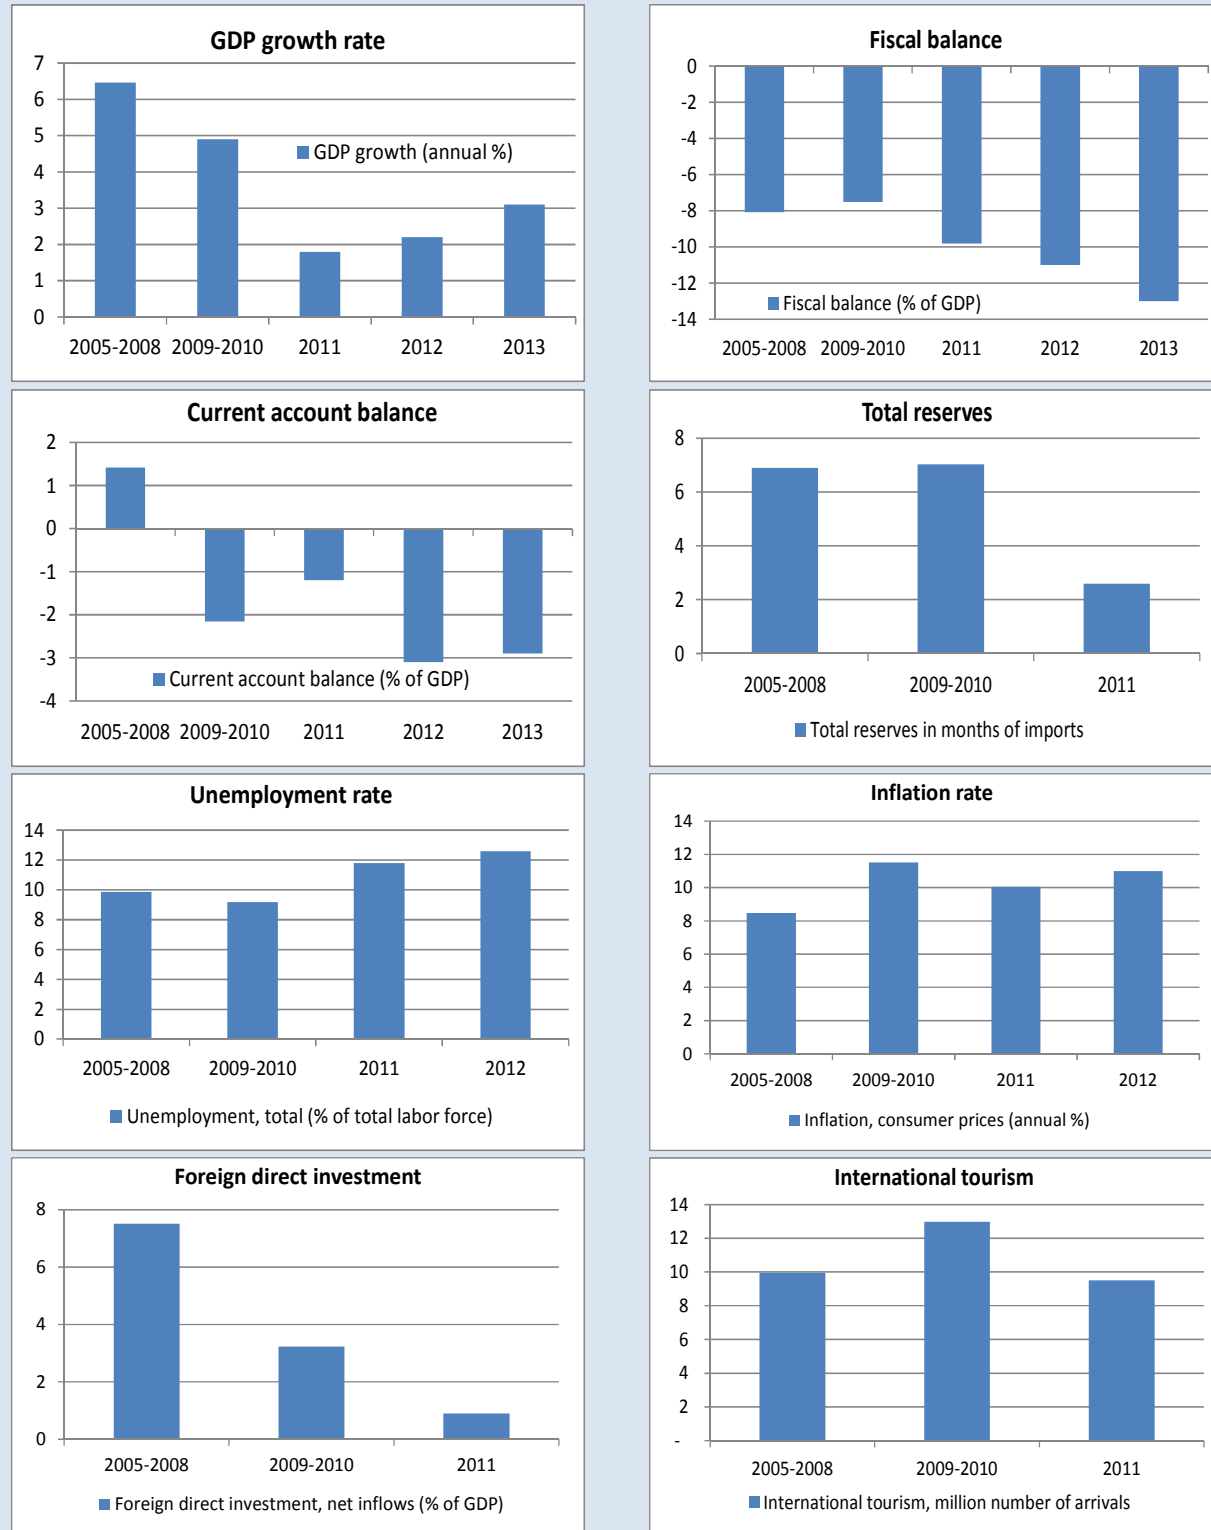 GDP growth rate
7
6
5
4
3
2
1
0
GDP growth (annual %)
2005-2008 2009-2010 2011 2012 2013
Fiscal balance
0
-2
-4
-6
-8
-10
-12
-14
Fiscal balance (% of GDP)
2005-2008 2009-2010 2011 2012 2013
Current account balance
2
1
0
-1
-2
-3
-4
Current account balance (% of GDP)
2005-2008 2009-2010 2011 2012 2013
Total reserves
8
6
4
2
0
2005-2008 2009-2010 2011
Total reserves in months of imports
Unemployment rate
14
12
10
8
6
4
2
0
2005-2008 2009-2010 2011 2012
Unemployment, total (% of total labor force)
Inflation rate
14
12
10
8
6
4
2
0
2005-2008 2009-2010 2011 2012
Inflation, consumer prices (annual %)
Foreign direct investment
8
6
4
2
0
2005-2008 2009-2010 2011
Foreign direct investment, net inflows (% of GDP)
International tourism
14
12
10
8
6
4
2
-
2005-2008 2009-2010 2011
International tourism, million number of arrivals